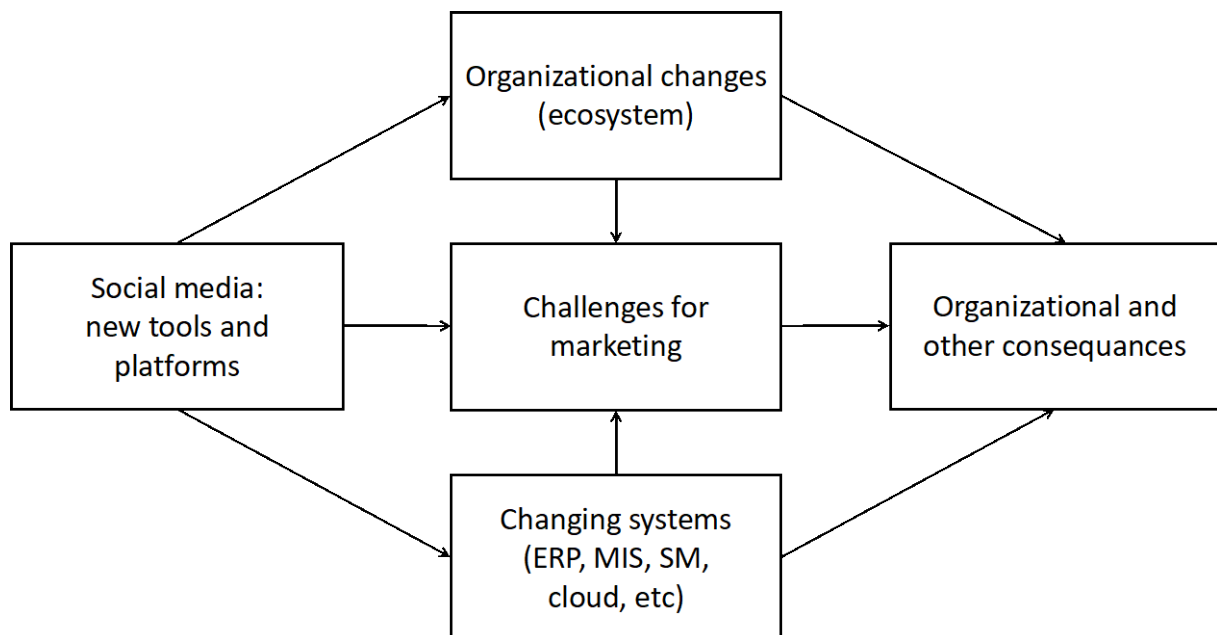 Organizational changes
(ecosystem)
Social media:
new tools and
platforms
Challenges for
marketing
Organizational and
other consequances
Changing systems
(ERP, MIS, SM,
cloud, etc)